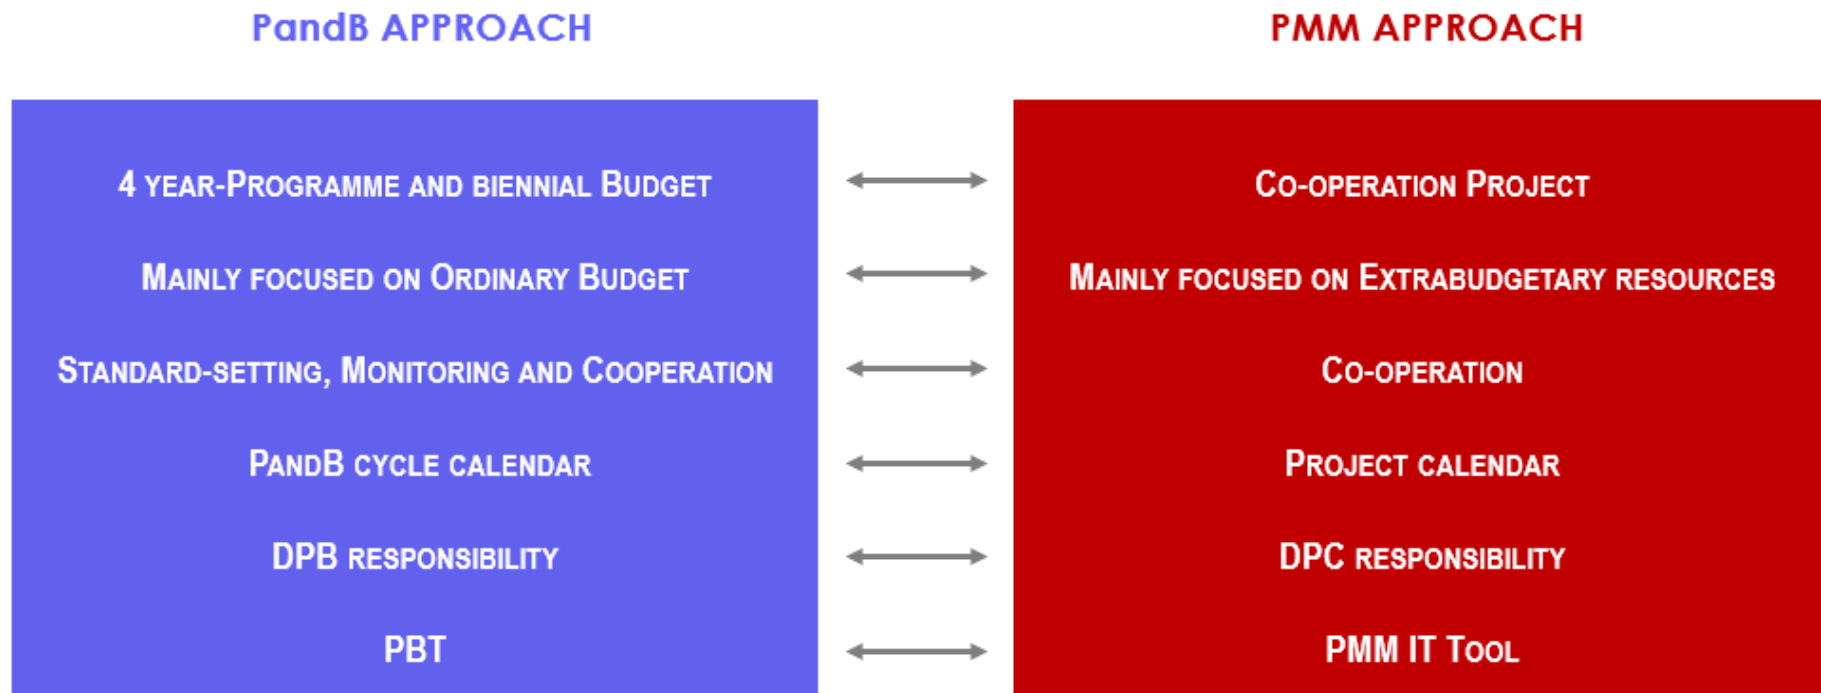 PandB APPROACH
PMM APPROACH
4 YEAR-PROGRAMME AND BIENNIAL BUDGET
CO-OPERATION PROJECT
MAINLY FOCUSED ON ORDINARY BUDGET
MAINLY FOCUSED ON EXTRABUDGETARY RESOURCES
STANDARD-SETTING, MONITORING AND COOPERATION
CO-OPERATION
PANDB CYCLE CALENDAR
PROJECT CALENDAR
DPB RESPONSIBILITY
DPC RESPONSIBILITY
PBT
PMM IT TOOL